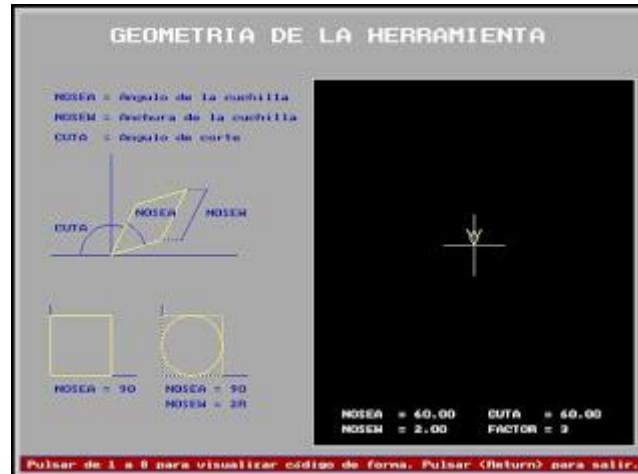 GEOMETRIA DE LA HERRAMIENTA
NOSEA = Angulo de la cuchilla
NOSEW = Anchura de la cuchilla
CUTA = Angulo de corte
NOSEA
NOSEW
CUTA
NOSEA = 90
NOSEA = 90
NOSEW = 2R
NOSEA = 60.00 CUTA = 60.00
NOSEW = 2.00 FACTOR = 3
Pulsar de 1 a 8 para visualizar código de forma. Pulsar (Return) para salir